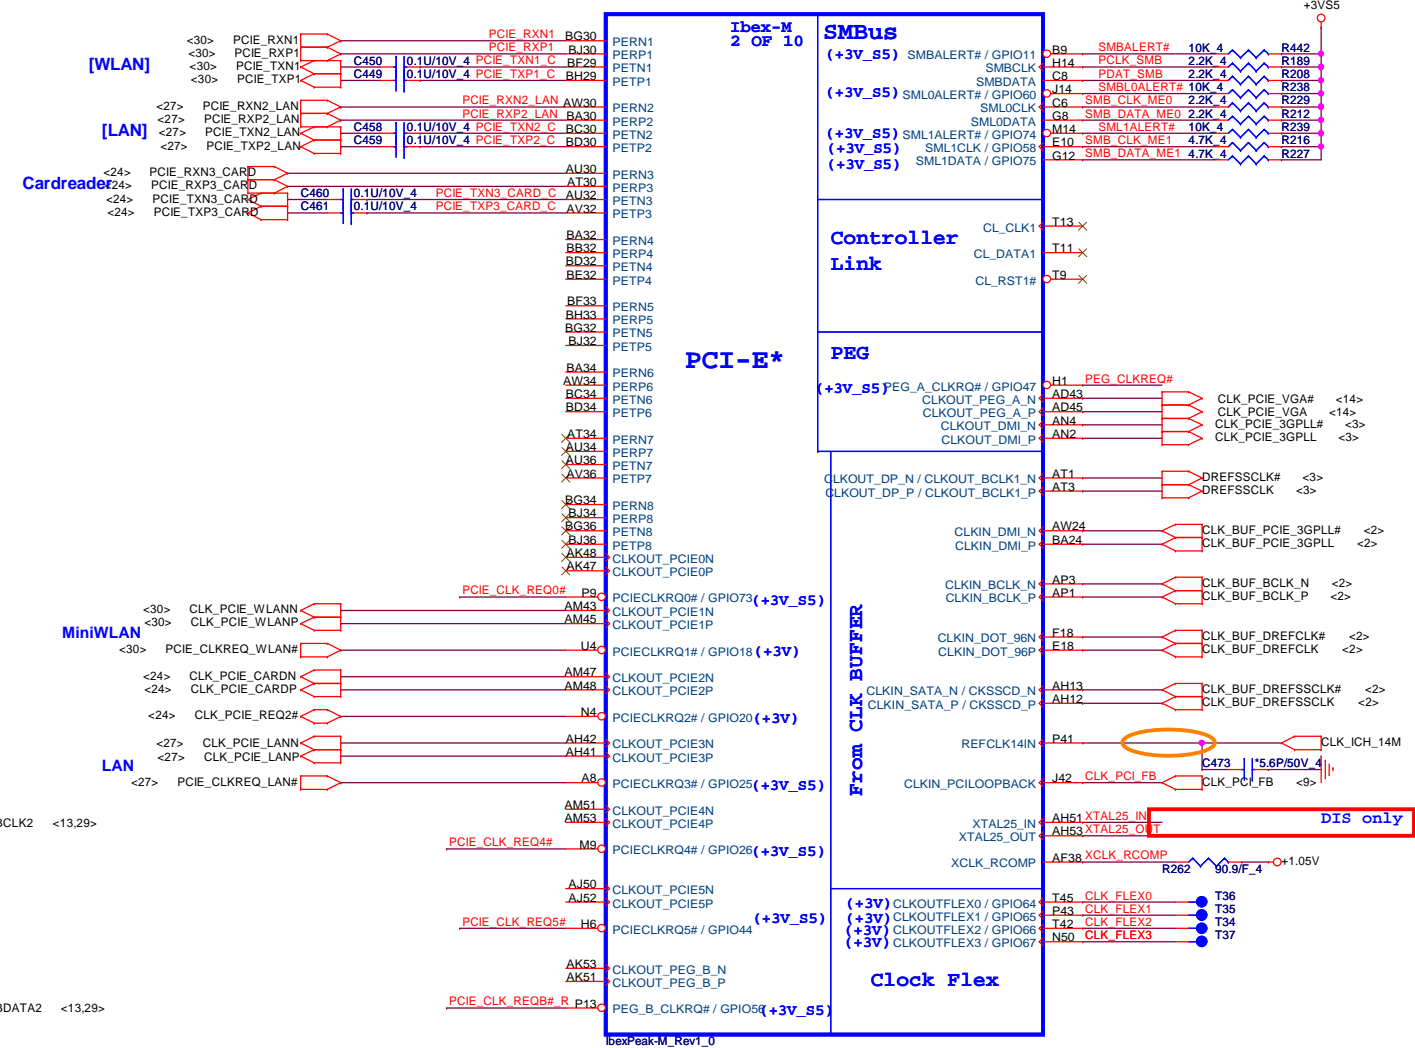 +3VS5
Ibex-M
2 OF 10
SMBus
PCI-E*
[WLAN]
<30> PCIE_RXN1 PCIE_RXN1 BG30 PERN1
<30> PCIE_RXP1 PCIE_RXP1 BJ30 PERP1
<30> PCIE_TXN1 C450 0.1U/10V_4 PCIE_TXN1_C BF29 PETN1
<30> PCIE_TXP1 C449 0.1U/10V_4 PCIE_TXP1_C BH29 PETP1
[LAN]
<27> PCIE_RXN2_LAN PCIE_RXN2_LAN AW30 PERN2
<27> PCIE_RXP2_LAN PCIE_RXP2_LAN BA30 PERP2
<27> PCIE_TXN2_LAN C458 0.1U/10V_4 PCIE_TXN2_C BC30 PETN2
<27> PCIE_TXP2_LAN C459 0.1U/10V_4 PCIE_TXP2_C BD30 PETP2
Cardreader
<24> PCIE_RXN3_CARD AU30 PERN3
<24> PCIE_RXP3_CARD AT30 PERP3
<24> PCIE_TXN3_CARD C460 0.1U/10V_4 PCIE_TXN3_CARD_C AU32 PETN3
<24> PCIE_TXP3_CARD C461 0.1U/10V_4 PCIE_TXP3_CARD_C AV32 PETP3
BA32 PERN4
BB32 PERP4
BD32 PETN4
BE32 PETP4
BF33 PERN5
BH33 PERP5
BG32 PETN5
BJ32 PETP5
BA34 PERN6
AW34 PERP6
BC34 PETN6
BD34 PETP6
AT34 PERN7
AU34 PERP7
AU36 PETN7
AV36 PETP7
BG34 PERN8
BJ34 PERP8
BG36 PETN8
BJ36 PETP8
AK48 CLKOUT_PCIE0N
AK47 CLKOUT_PCIE0P
PCIE_CLK_REQ0# P9 PCIECLKRQ0# / GPIO73 (+3V_S5)
MiniWLAN
<30> CLK_PCIE_WLANN AM43 CLKOUT_PCIE1N
<30> CLK_PCIE_WLANP AM45 CLKOUT_PCIE1P
<30> PCIE_CLKREQ_WLAN# U4 PCIECLKRQ1# / GPIO18 (+3V)
<24> CLK_PCIE_CARDN AM47 CLKOUT_PCIE2N
<24> CLK_PCIE_CARDP AM48 CLKOUT_PCIE2P
<24> CLK_PCIE_REQ2# N4 PCIECLKRQ2# / GPIO20 (+3V)
LAN
<27> CLK_PCIE_LANN AH42 CLKOUT_PCIE3N
<27> CLK_PCIE_LANP AH41 CLKOUT_PCIE3P
<27> PCIE_CLKREQ_LAN# A8 PCIECLKRQ3# / GPIO25 (+3V_S5)
AM51 CLKOUT_PCIE4N
AM53 CLKOUT_PCIE4P
BCLK2 <13,29>
PCIE_CLK_REQ4# M9 PCIECLKRQ4# / GPIO26 (+3V_S5)
AJ50 CLKOUT_PCIE5N
AJ52 CLKOUT_PCIE5P
PCIE_CLK_REQ5# H6 PCIECLKRQ5# / GPIO44 (+3V_S5)
AK53 CLKOUT_PEG_B_N
AK51 CLKOUT_PEG_B_P
BDATA2 <13,29>
PCIE_CLK_REQB#_R P13 PEG_B_CLKRQ# / GPIO56 (+3V_S5)
IbexPeak-M_Rev1_0
(+3V_S5) SMBALERT# / GPIO11 B9 SMBALERT# 10K_4 R442
SMBCLK H14 PCLK_SMB 2.2K_4 R189
SMBDATA C8 PDAT_SMB 2.2K_4 R208
(+3V_S5) SML0ALERT# / GPIO60 J14 SMBL0ALERT# 10K_4 R238
SML0CLK C6 SMB_CLK_ME0 2.2K_4 R229
SML0DATA G8 SMB_DATA_ME0 2.2K_4 R212
(+3V_S5) SML1ALERT# / GPIO74 M14 SML1ALERT# 10K_4 R239
(+3V_S5) SML1CLK / GPIO58 E10 SMB_CLK_ME1 4.7K_4 R216
(+3V_S5) SML1DATA / GPIO75 G12 SMB_DATA_ME1 4.7K_4 R227
Controller
Link
CL_CLK1 T13
CL_DATA1 T11
CL_RST1# T9
PEG
(+3V_S5) PEG_A_CLKRQ# / GPIO47 H1 PEG_CLKREQ#
CLKOUT_PEG_A_N AD43 CLK_PCIE_VGA# <14>
CLKOUT_PEG_A_P AD45 CLK_PCIE_VGA <14>
CLKOUT_DMI_N AN4 CLK_PCIE_3GPLL# <3>
CLKOUT_DMI_P AN2 CLK_PCIE_3GPLL <3>
From CLK BUFFER
CLKOUT_DP_N / CLKOUT_BCLK1_N AT1 DREFSSCLK# <3>
CLKOUT_DP_P / CLKOUT_BCLK1_P AT3 DREFSSCLK <3>
CLKIN_DMI_N AW24 CLK_BUF_PCIE_3GPLL# <2>
CLKIN_DMI_P BA24 CLK_BUF_PCIE_3GPLL <2>
CLKIN_BCLK_N AP3 CLK_BUF_BCLK_N <2>
CLKIN_BCLK_P AP1 CLK_BUF_BCLK_P <2>
CLKIN_DOT_96N F18 CLK_BUF_DREFCLK# <2>
CLKIN_DOT_96P E18 CLK_BUF_DREFCLK <2>
CLKIN_SATA_N / CKSSCD_N AH13 CLK_BUF_DREFSSCLK# <2>
CLKIN_SATA_P / CKSSCD_P AH12 CLK_BUF_DREFSSCLK <2>
REFCLK14IN P41 CLK_ICH_14M
C473 *5.6P/50V_4
CLKIN_PCILOOPBACK J42 CLK_PCI_FB CLK_PCI_FB <9>
XTAL25_IN AH51 XTAL25_IN DIS only
XTAL25_OUT AH53 XTAL25_OUT
XCLK_RCOMP AF38 XCLK_RCOMP R262 90.9/F_4 +1.05V
(+3V) CLKOUTFLEX0 / GPIO64 T45 CLK_FLEX0 T36
(+3V) CLKOUTFLEX1 / GPIO65 P43 CLK_FLEX1 T35
(+3V) CLKOUTFLEX2 / GPIO66 T42 CLK_FLEX2 T34
(+3V) CLKOUTFLEX3 / GPIO67 N50 CLK_FLEX3 T37
Clock Flex